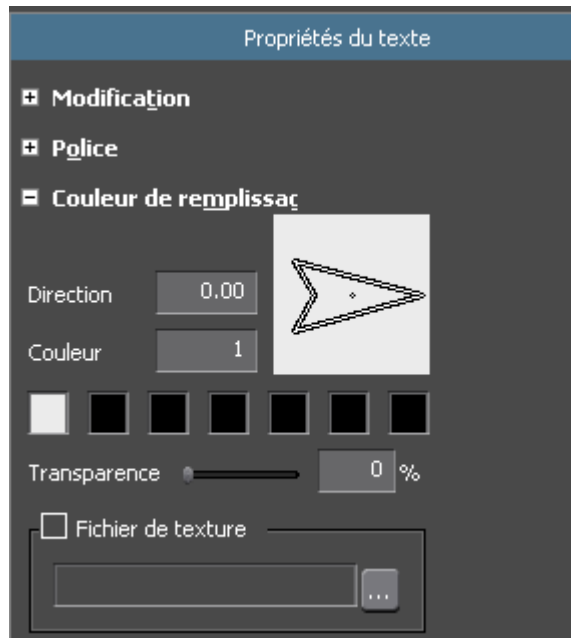 Propriétés du texte
Modification
Police
Couleur de remplissaç
Direction 0.00
Couleur 1
Transparence 0 %
Fichier de texture
...